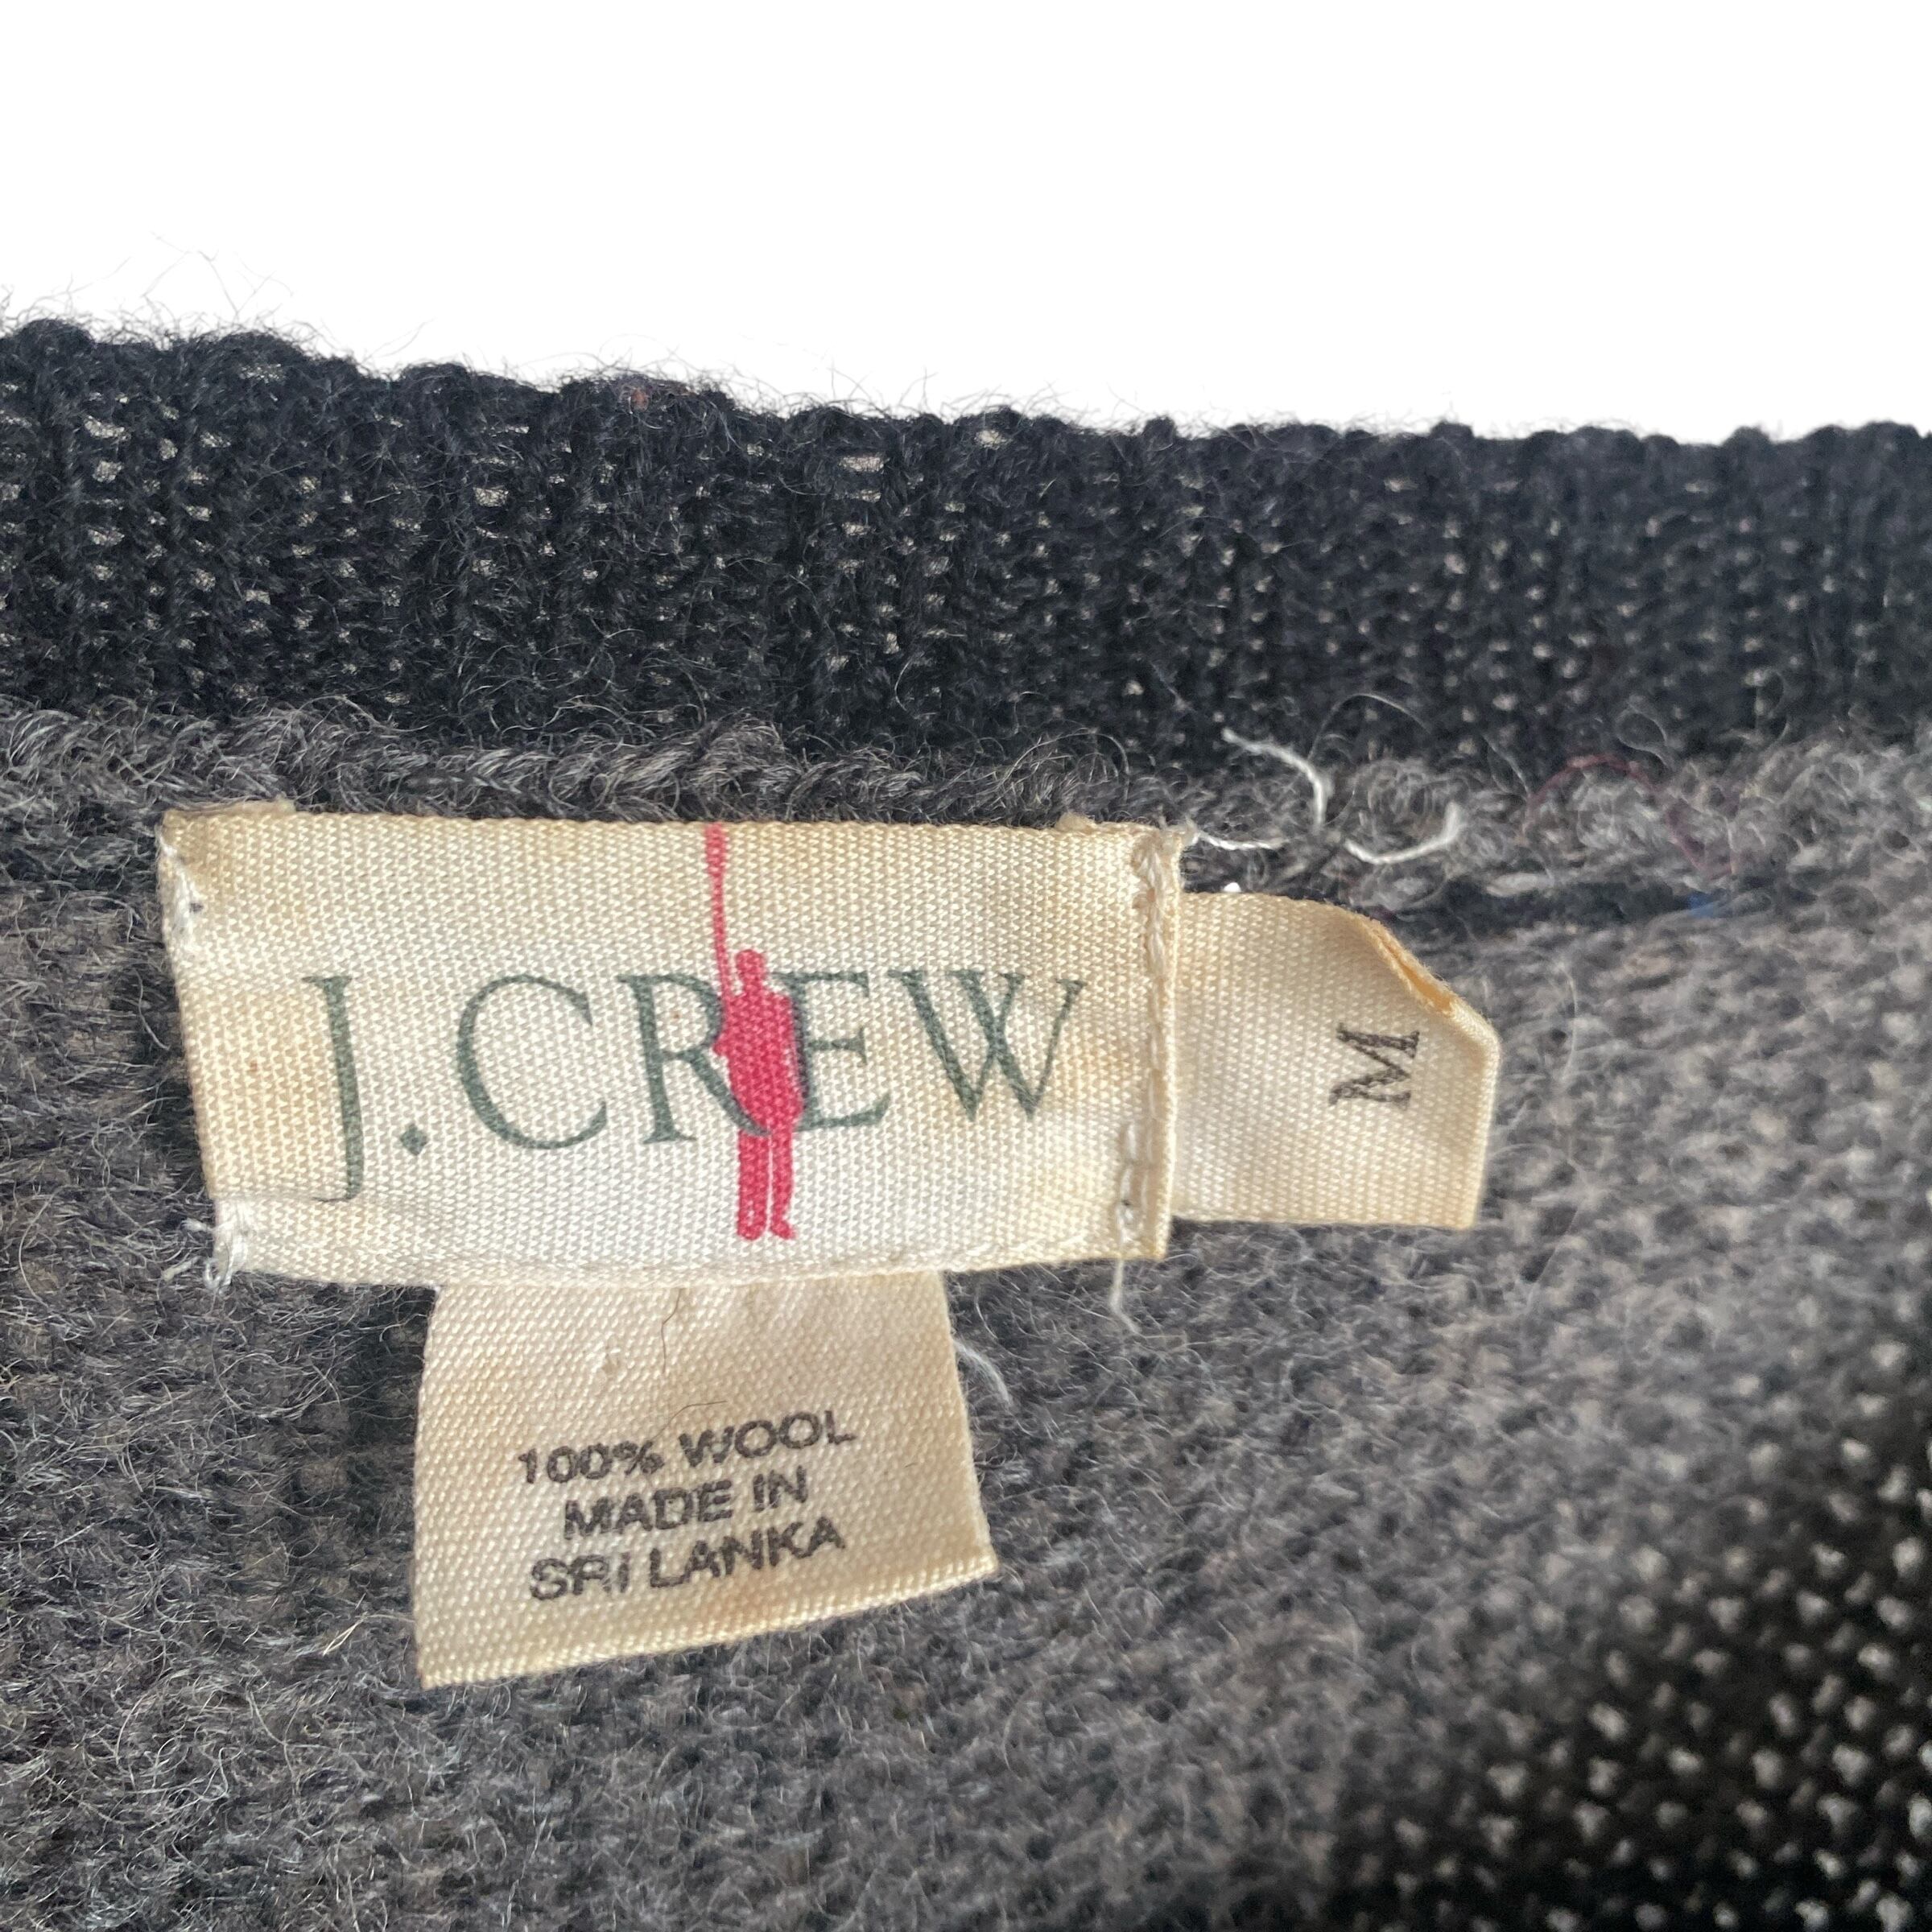 J.CREW
M
100% WOOL
MADE IN
SRI LANKA